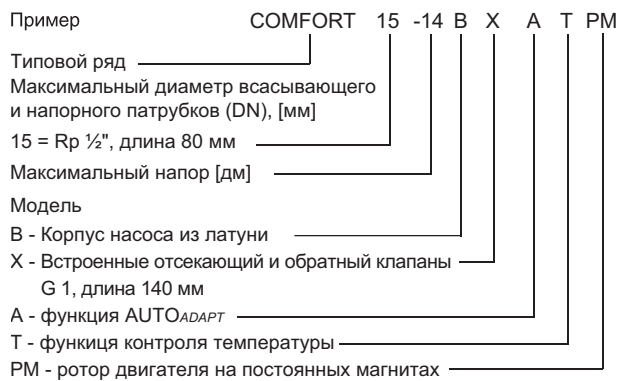 Пример COMFORT 15 -14 B X A T PM
Типовой ряд
Максимальный диаметр всасывающего
и напорного патрубков (DN), [мм]
15 = Rp ½", длина 80 мм
Максимальный напор [дм]
Модель
B - Корпус насоса из латуни
X - Встроенные отсекающий и обратный клапаны
G 1, длина 140 мм
A - функция AUTOADAPT
T - функиця контроля температуры
PM - ротор двигателя на постоянных магнитах